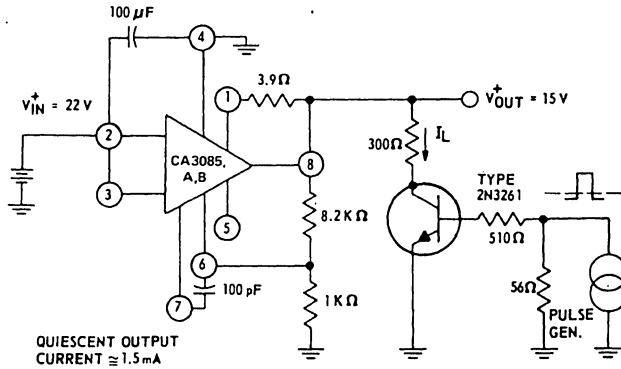 100 µF
4
V+IN = 22 V
1
3.9Ω
V+OUT = 15 V
2
300Ω
IL
CA3085,
A,B
8
TYPE
2N3261
3
5
8.2 KΩ
510Ω
6
56Ω
7
100 pF
1 KΩ
PULSE
GEN.
QUIESCENT OUTPUT
CURRENT ≅ 1.5 mA